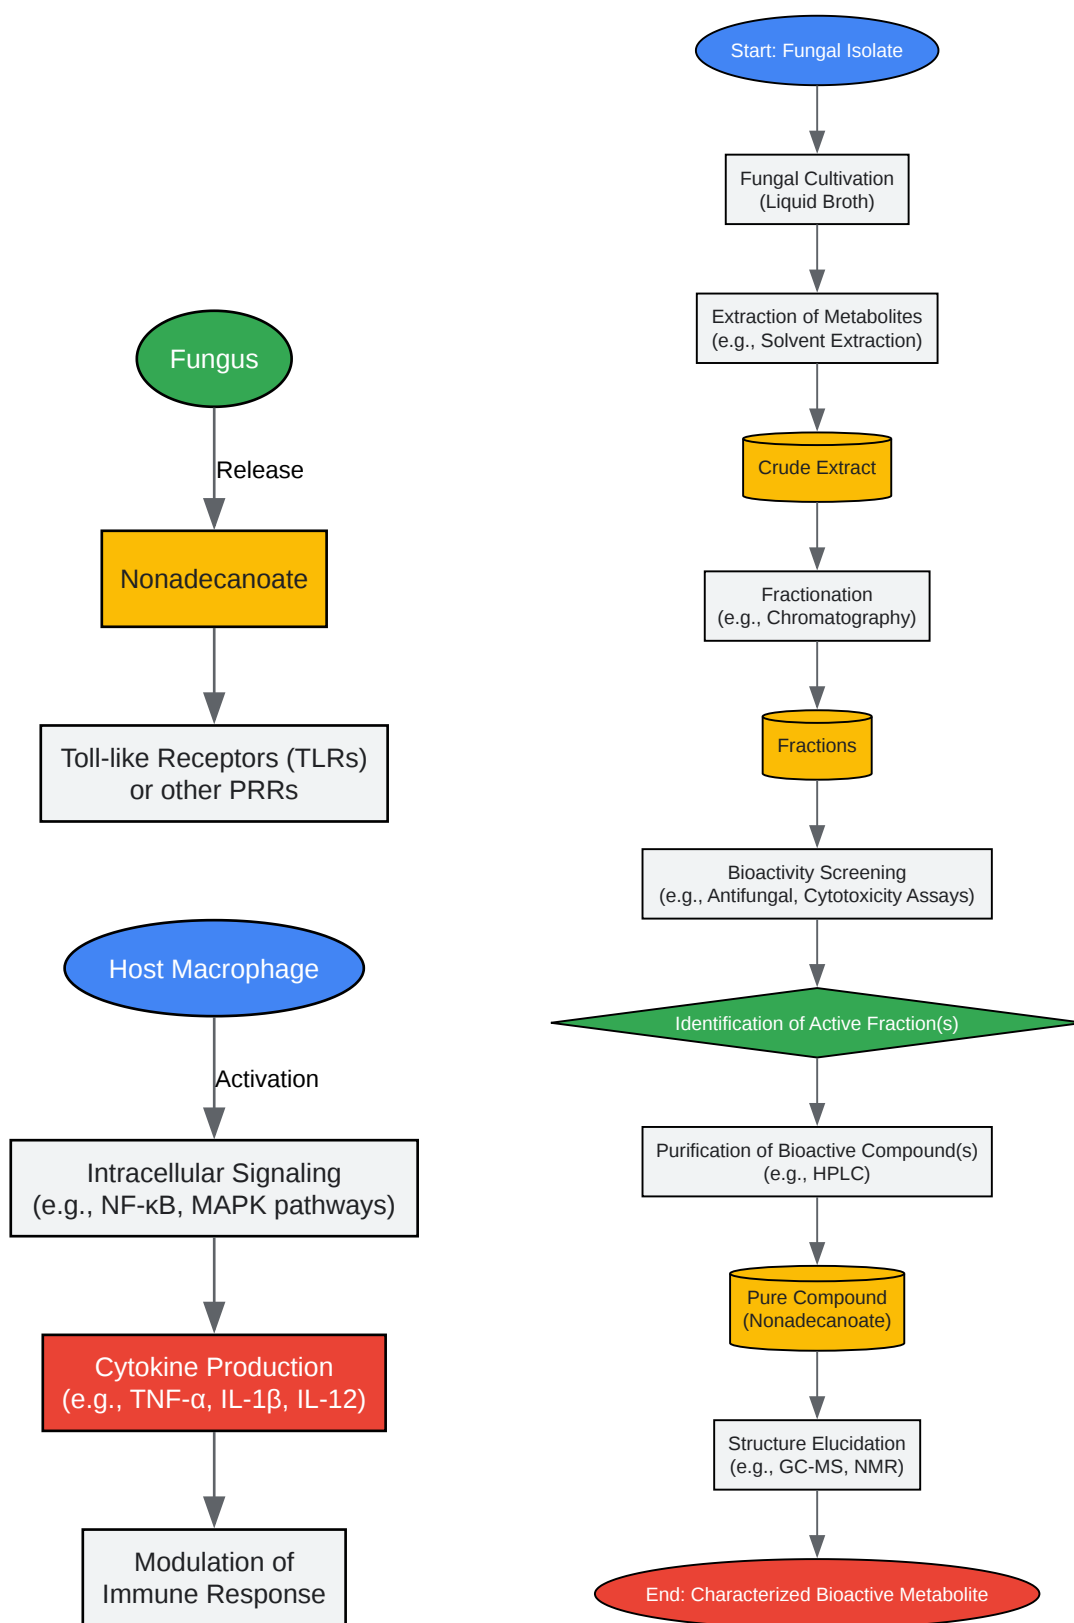 Fungus
Release
Nonadecanoate
Toll-like Receptors (TLRs)
or other PRRs
Host Macrophage
Activation
Intracellular Signaling
(e.g., NF-κB, MAPK pathways)
Cytokine Production
(e.g., TNF-α, IL-1β, IL-12)
Modulation of
Immune Response
Start: Fungal Isolate
Fungal Cultivation
(Liquid Broth)
Extraction of Metabolites
(e.g., Solvent Extraction)
Crude Extract
Fractionation
(e.g., Chromatography)
Fractions
Bioactivity Screening
(e.g., Antifungal, Cytotoxicity Assays)
Identification of Active Fraction(s)
Purification of Bioactive Compound(s)
(e.g., HPLC)
Pure Compound
(Nonadecanoate)
Structure Elucidation
(e.g., GC-MS, NMR)
End: Characterized Bioactive Metabolite